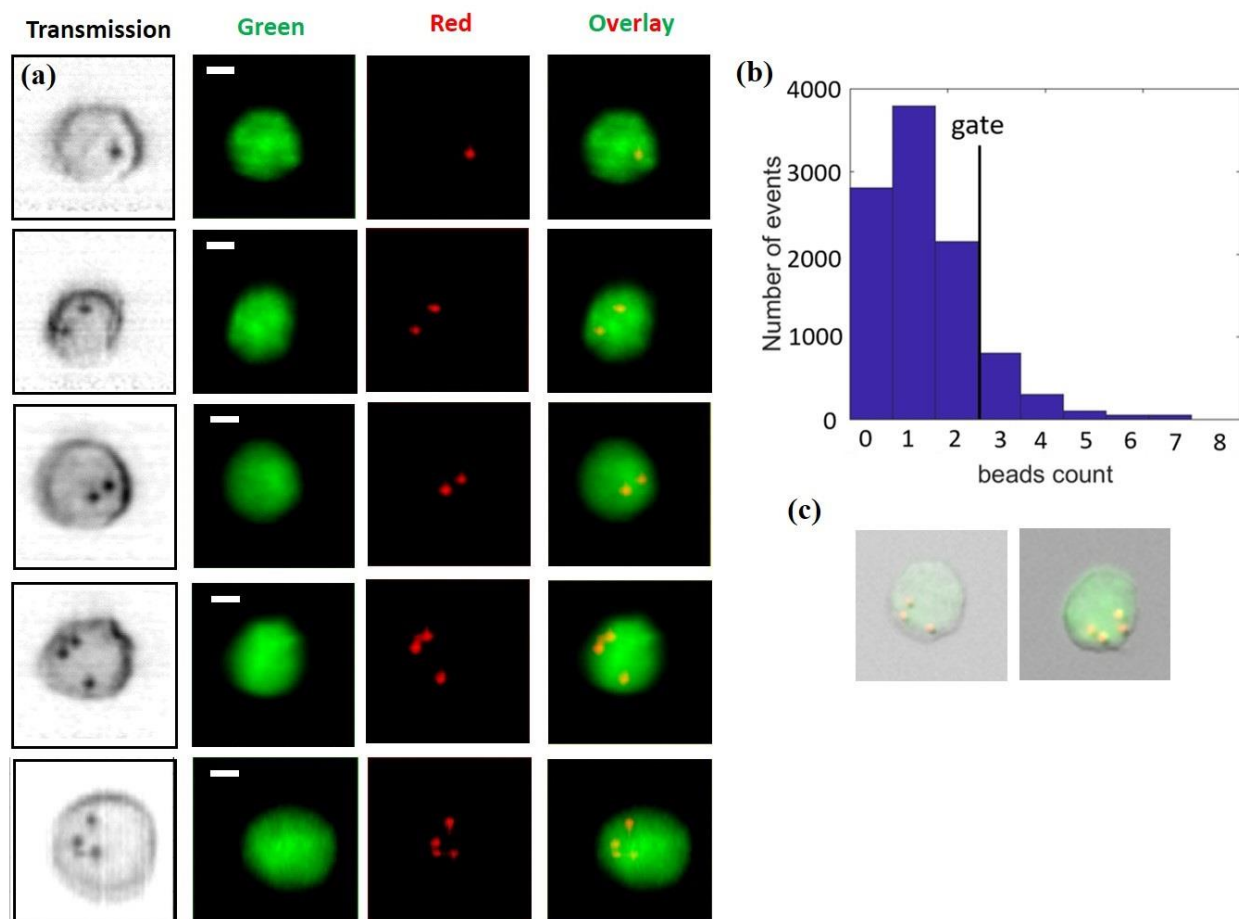 Transmission Green Red Overlay
(a)
(b)
4000
3000
2000
1000
0
Number of events
gate
0 1 2 3 4 5 6 7 8
beads count
(c)